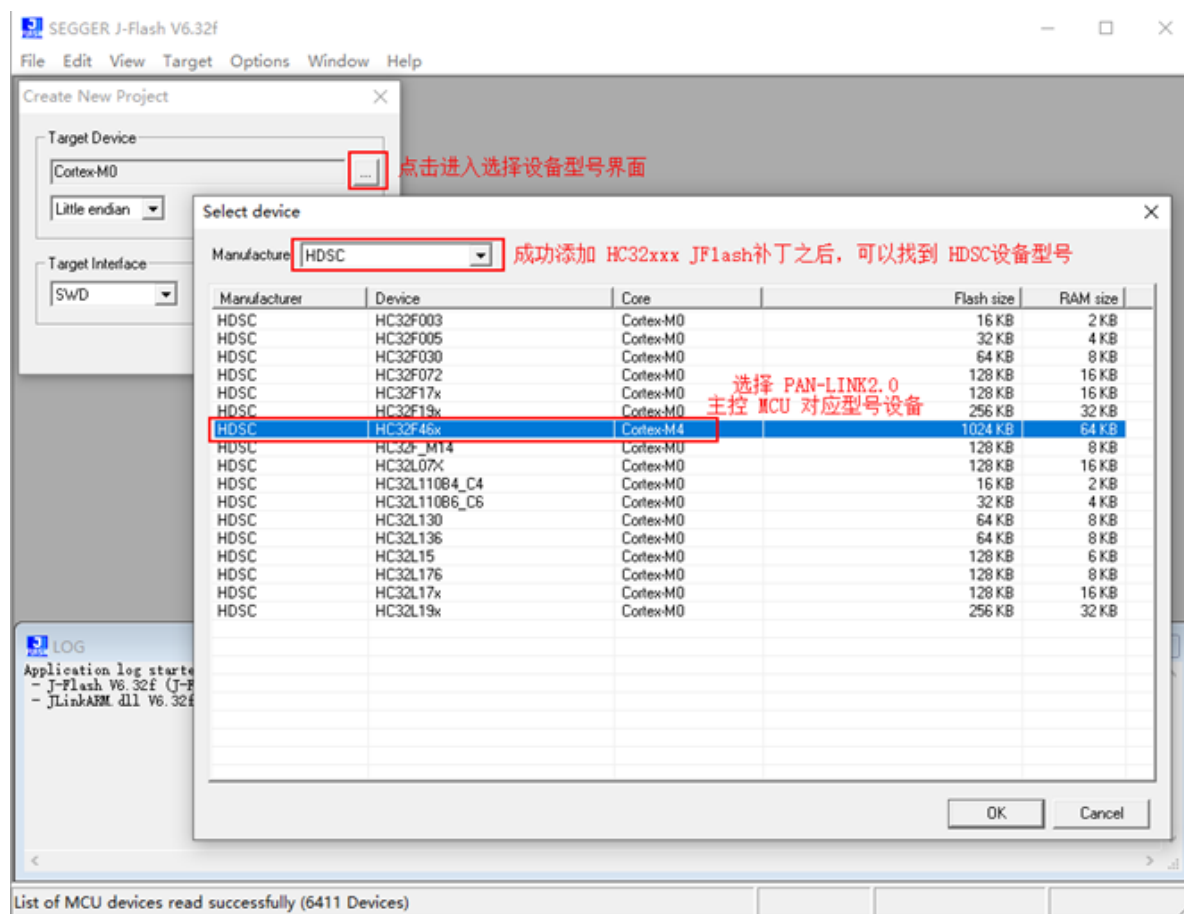 SEGGER J-Flash V6.32f
File Edit View Target Options Window Help
Create New Project
Target Device
Cortex-M0
...
点击进入选择设备型号界面
Little endian
Target Interface
SWD
Select device
Manufacture
HDSC
成功添加 HC32xxx JFlash补丁之后，可以找到 HDSC设备型号
Manufacturer Device Core Flash size RAM size
HDSC HC32F003 Cortex-M0 16 KB 2 KB
HDSC HC32F005 Cortex-M0 32 KB 4 KB
HDSC HC32F030 Cortex-M0 64 KB 8 KB
HDSC HC32F072 Cortex-M0 128 KB 16 KB
HDSC HC32F17x Cortex-M0 128 KB 16 KB
HDSC HC32F19x Cortex-M0 256 KB 32 KB
选择 PAN-LINK2.0
主控 MCU 对应型号设备
HDSC HC32F46x Cortex-M4 1024 KB 64 KB
HDSC HC32F_M14 Cortex-M0 128 KB 8 KB
HDSC HC32L07X Cortex-M0 128 KB 16 KB
HDSC HC32L110B4_C4 Cortex-M0 16 KB 2 KB
HDSC HC32L110B6_C6 Cortex-M0 32 KB 4 KB
HDSC HC32L130 Cortex-M0 64 KB 8 KB
HDSC HC32L136 Cortex-M0 64 KB 8 KB
HDSC HC32L15 Cortex-M0 128 KB 6 KB
HDSC HC32L176 Cortex-M0 128 KB 8 KB
HDSC HC32L17x Cortex-M0 128 KB 16 KB
HDSC HC32L19x Cortex-M0 256 KB 32 KB
OK Cancel
LOG
Application log starte
- J-Flash V6.32f (J-F
- JLinkARM.dll V6.32f
List of MCU devices read successfully (6411 Devices)